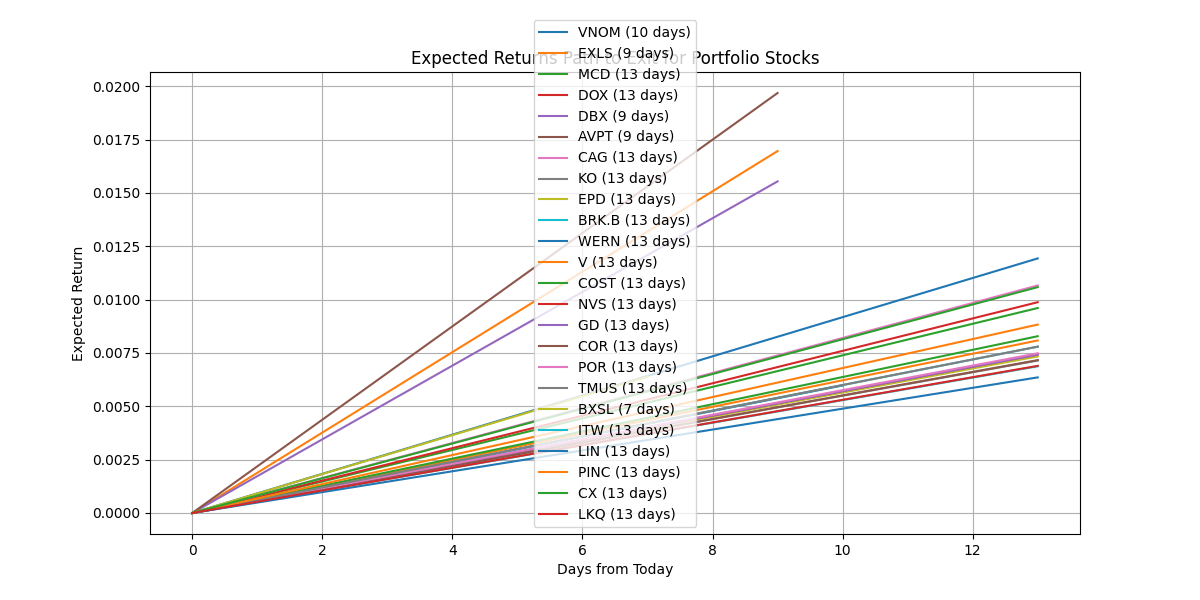 Expected Returns Path to Exit for Portfolio Stocks
VNOM (10 days)
EXLS (9 days)
MCD (13 days)
DOX (13 days)
DBX (9 days)
AVPT (9 days)
CAG (13 days)
KO (13 days)
EPD (13 days)
BRK.B (13 days)
WERN (13 days)
V (13 days)
COST (13 days)
NVS (13 days)
GD (13 days)
COR (13 days)
POR (13 days)
TMUS (13 days)
BXSL (7 days)
ITW (13 days)
LIN (13 days)
PINC (13 days)
CX (13 days)
LKQ (13 days)
Expected Return
0.0200
0.0175
0.0150
0.0125
0.0100
0.0075
0.0050
0.0025
0.0000
0 2 4 6 8 10 12
Days from Today